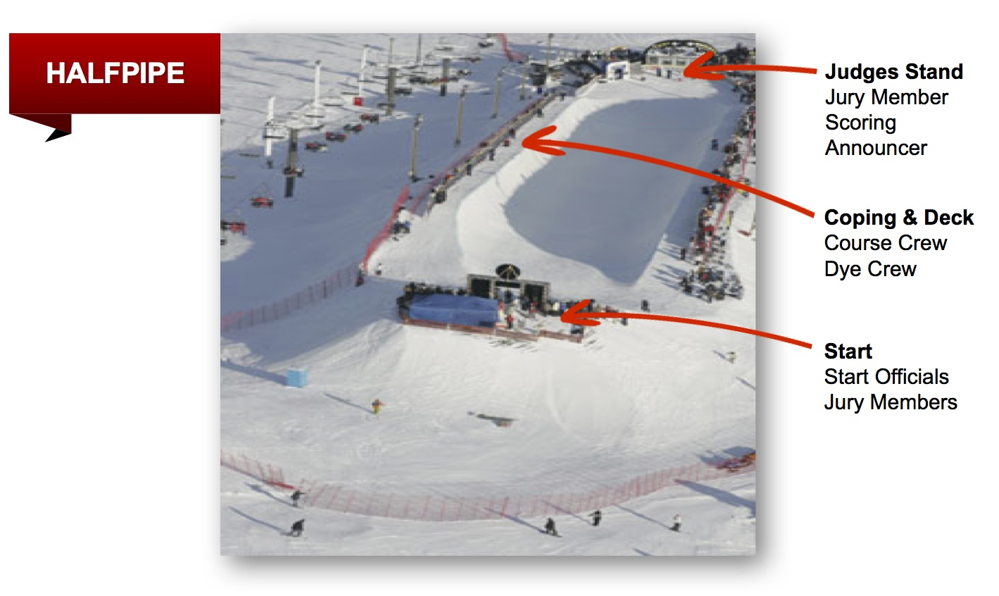 HALFPIPE
Judges Stand
Jury Member
Scoring
Announcer
Coping & Deck
Course Crew
Dye Crew
Start
Start Officials
Jury Members